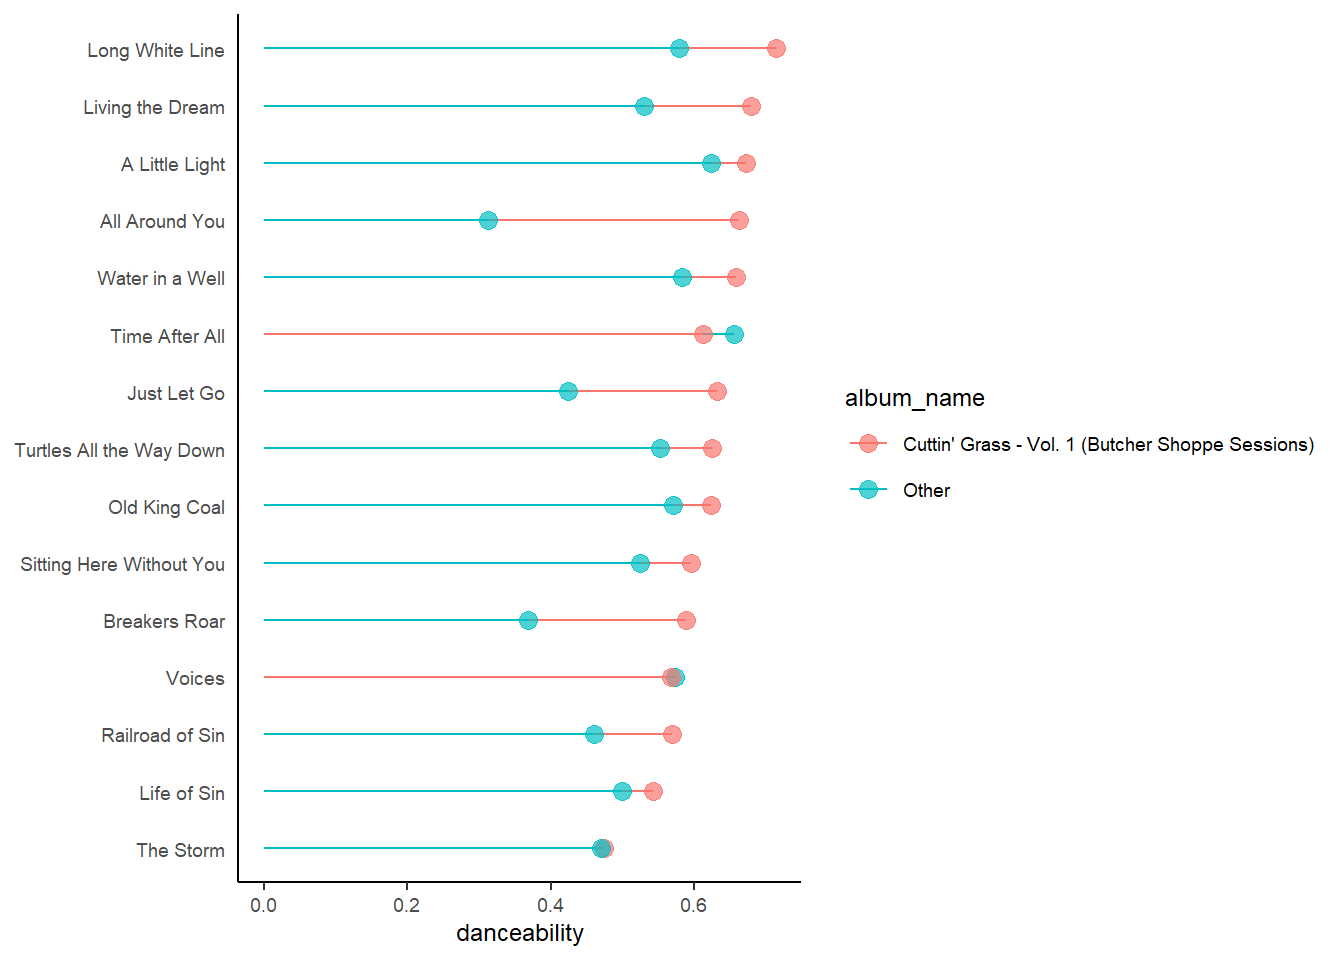 Long White Line
Living the Dream
A Little Light
All Around You
Water in a Well
Time After All
Just Let Go
Turtles All the Way Down
Old King Coal
Sitting Here Without You
Breakers Roar
Voices
Railroad of Sin
Life of Sin
The Storm
0.0 0.2 0.4 0.6
danceability
album_name
Cuttin' Grass - Vol. 1 (Butcher Shoppe Sessions)
Other